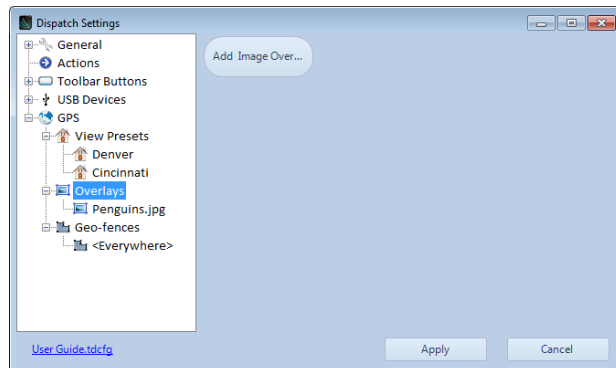 Dispatch Settings
General
Add Image Over...
Actions
Toolbar Buttons
USB Devices
GPS
View Presets
Denver
Cincinnati
Overlays
Penguins.jpg
Geo-fences
<Everywhere>
User Guide.tdcfg
Apply
Cancel